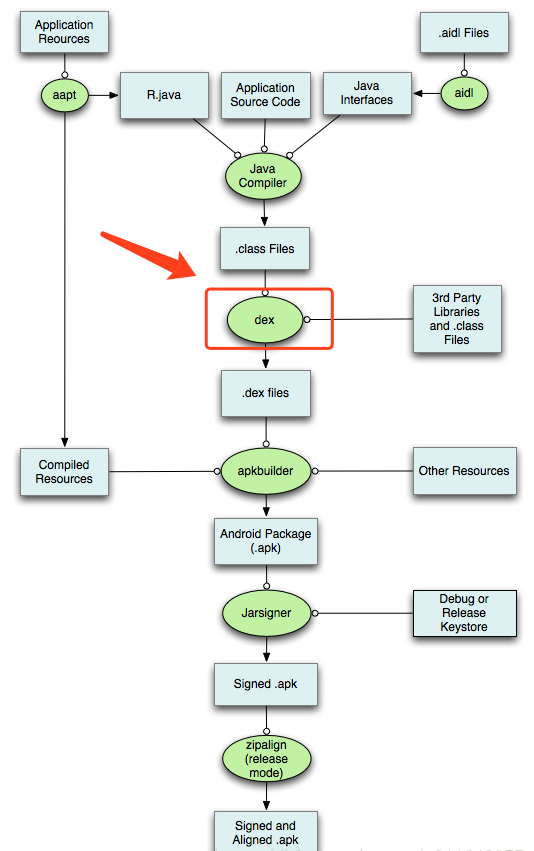 Application
Reources
.aidl Files
aapt
R.java
Application
Source Code
Java
Interfaces
aidl
Java
Compiler
.class Files
dex
3rd Party
Libraries
and .class
Files
.dex files
Compiled
Resources
apkbuilder
Other Resources
Android Package
(.apk)
Jarsigner
Debug or
Release
Keystore
Signed .apk
zipalign
(release
mode)
Signed and
Aligned .apk